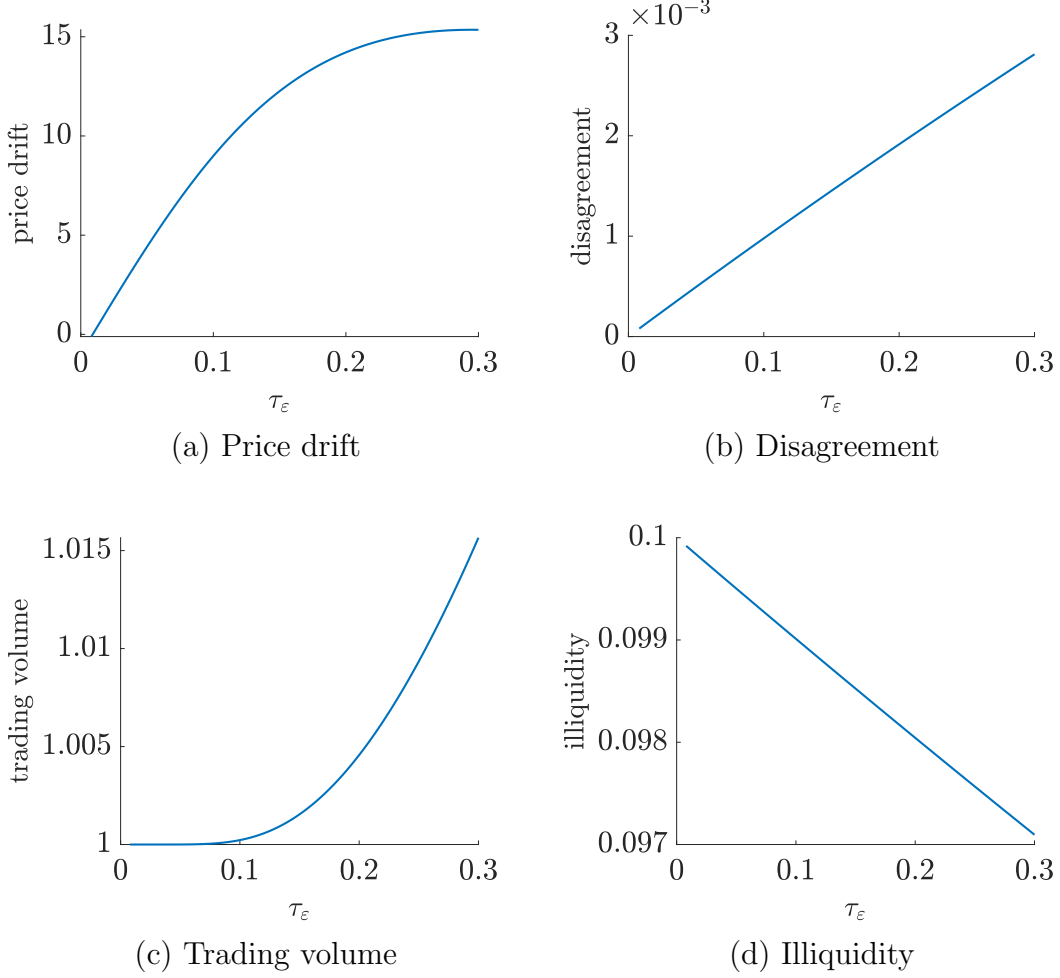 15
10
5
0
price drift
0
0.1
0.2
0.3
τ_ε
(a) Price drift
×10⁻³
3
2
1
0
disagreement
0
0.1
0.2
0.3
τ_ε
(b) Disagreement
1.015
1.01
1.005
1
trading volume
0
0.1
0.2
0.3
τ_ε
(c) Trading volume
0.1
0.099
0.098
0.097
illiquidity
0
0.1
0.2
0.3
τ_ε
(d) Illiquidity